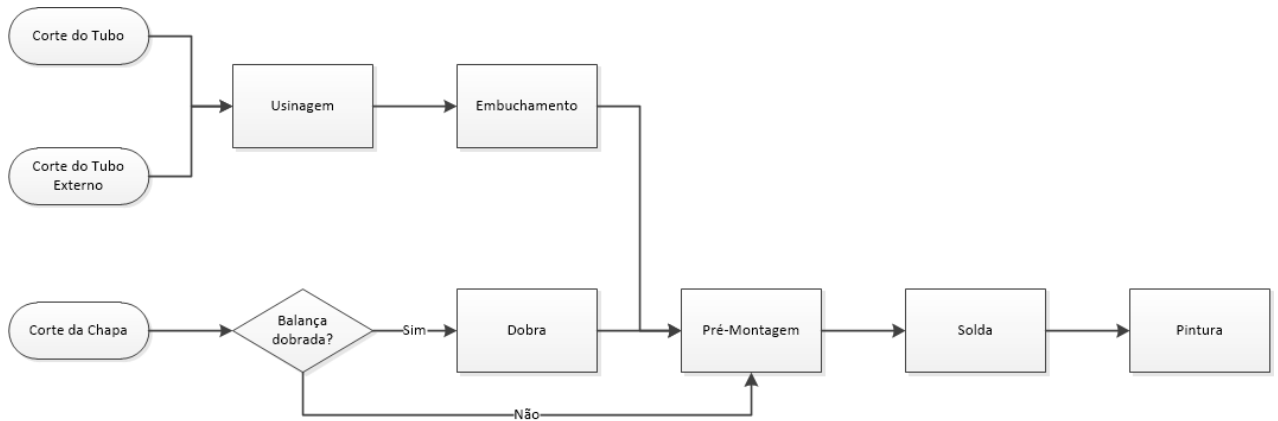 Corte do Tubo
Usinagem
Embuchamento
Corte do Tubo
Externo
Corte da Chapa
Balança
dobrada?
Sim
Dobra
Pré-Montagem
Solda
Pintura
Não